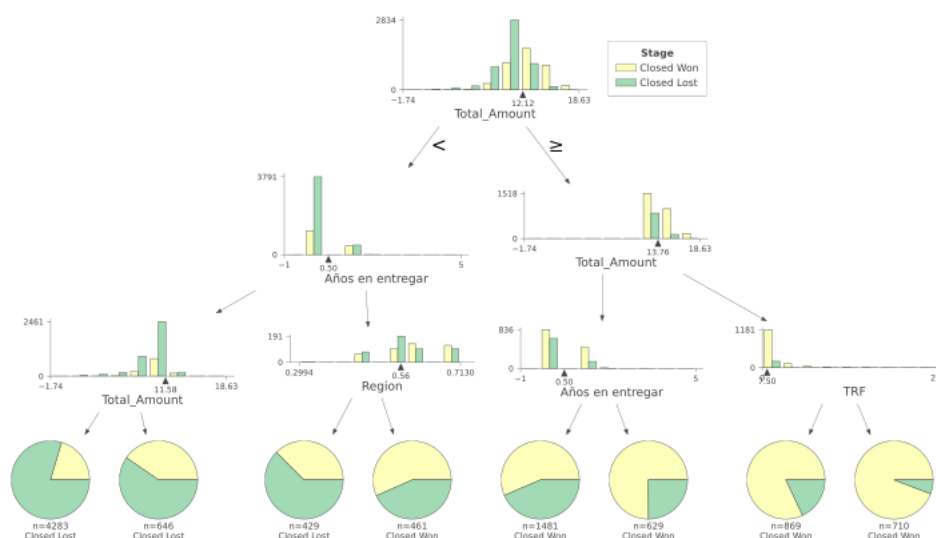 2834
0
−1.74
12.12
18.63
Total_Amount
Stage
Closed Won
Closed Lost
<
≥
3791
0
−1
0.50
5
Años en entregar
1518
0
−1.74
13.76
18.63
Total_Amount
2461
0
−1.74
11.58
18.63
Total_Amount
191
0
0.2994
0.56
0.7130
Region
836
0
−1
0.50
5
Años en entregar
1181
0
7.50
TRF
n=4283
Closed Lost
n=646
Closed Lost
n=429
Closed Lost
n=461
Closed Won
n=1481
Closed Won
n=629
Closed Won
n=869
Closed Won
n=710
Closed Won